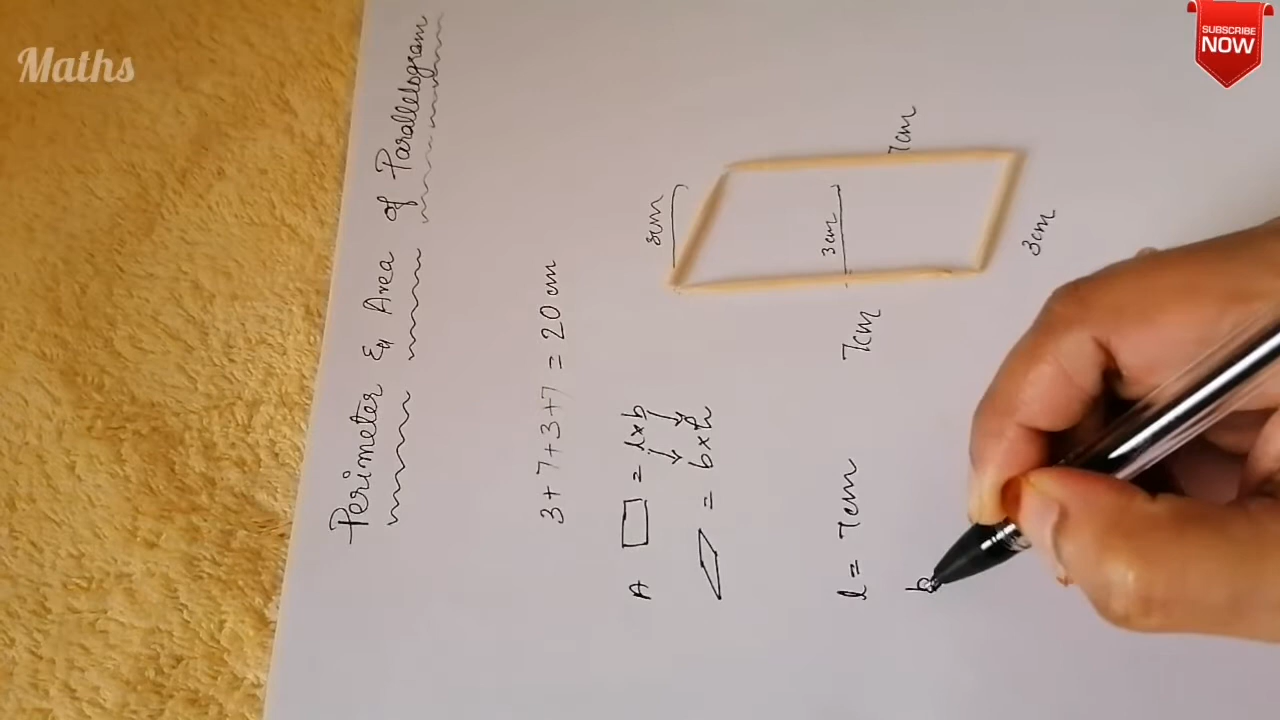 Maths
SUBSCRIBE
NOW
Perimeter & Area of Parallelogram
3+7+3+7 = 20 cm
A = l×b
= b×h
3cm
3cm
7cm
7cm
3cm
l = 7cm
b